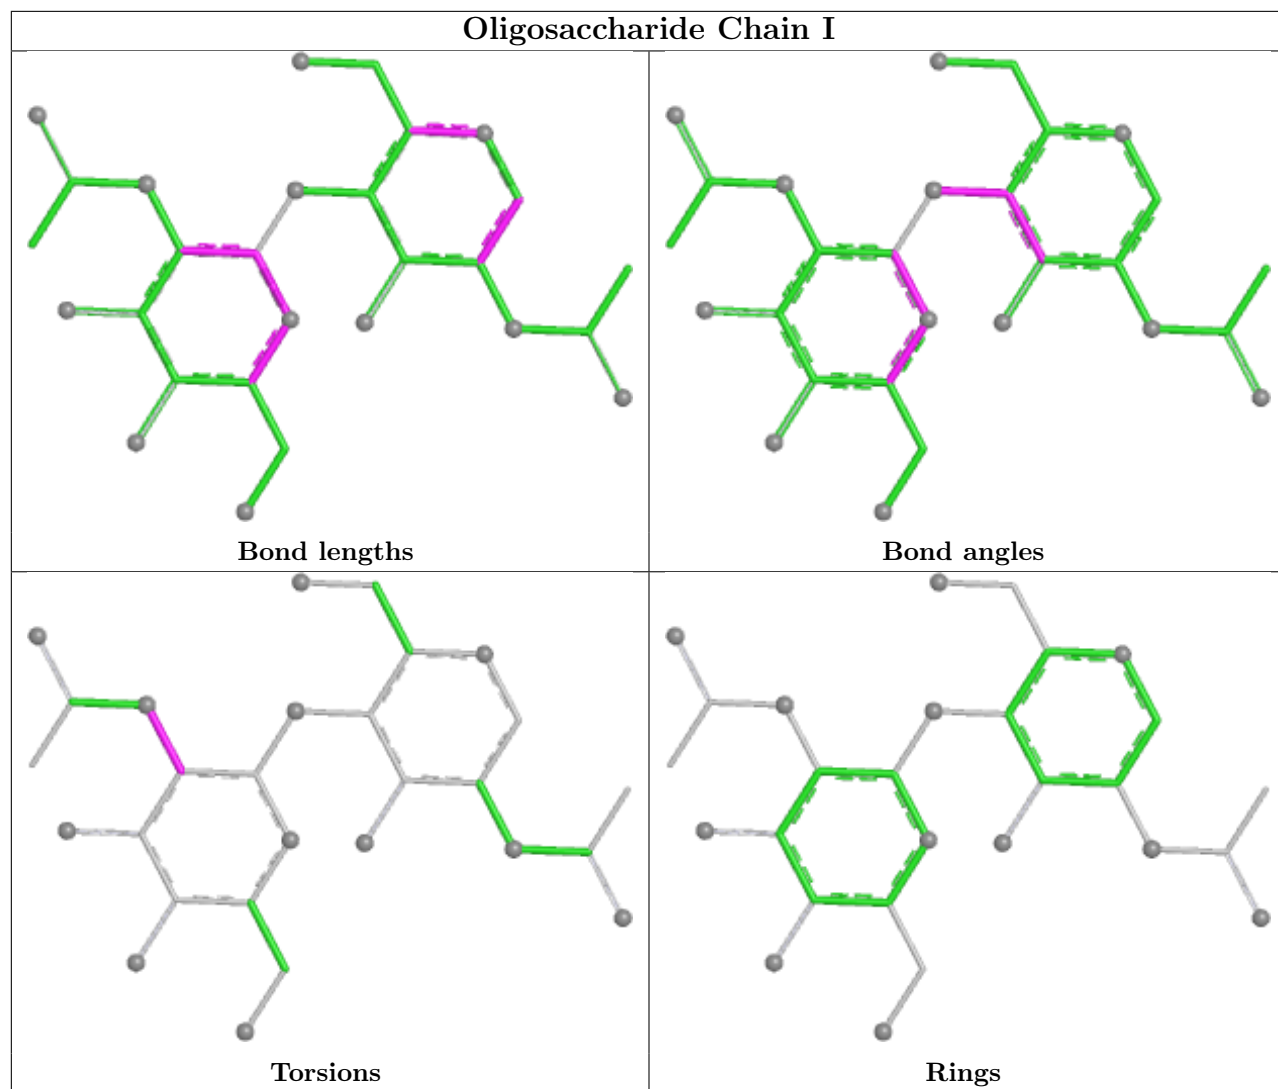 Oligosaccharide Chain I
Bond lengths
Bond angles
Torsions
Rings